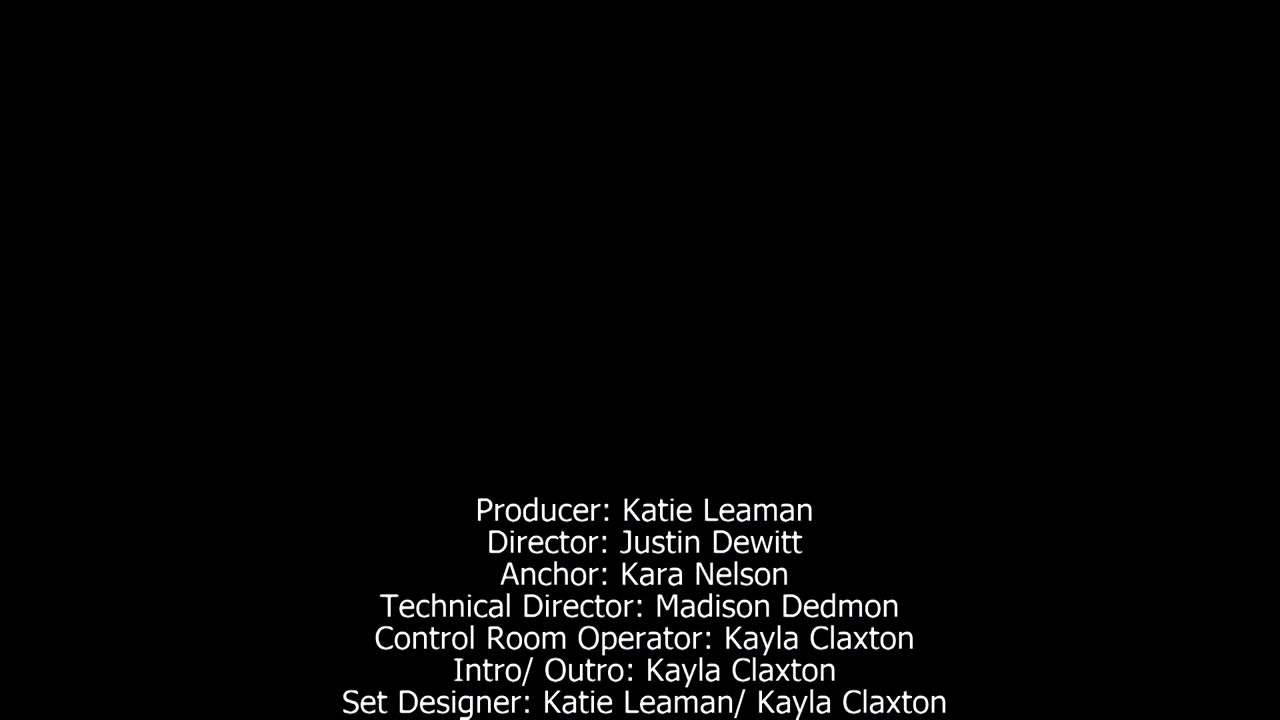 Producer: Katie Leaman
Director: Justin Dewitt
Anchor: Kara Nelson
Technical Director: Madison Dedmon
Control Room Operator: Kayla Claxton
Intro/ Outro: Kayla Claxton
Set Designer: Katie Leaman/ Kayla Claxton